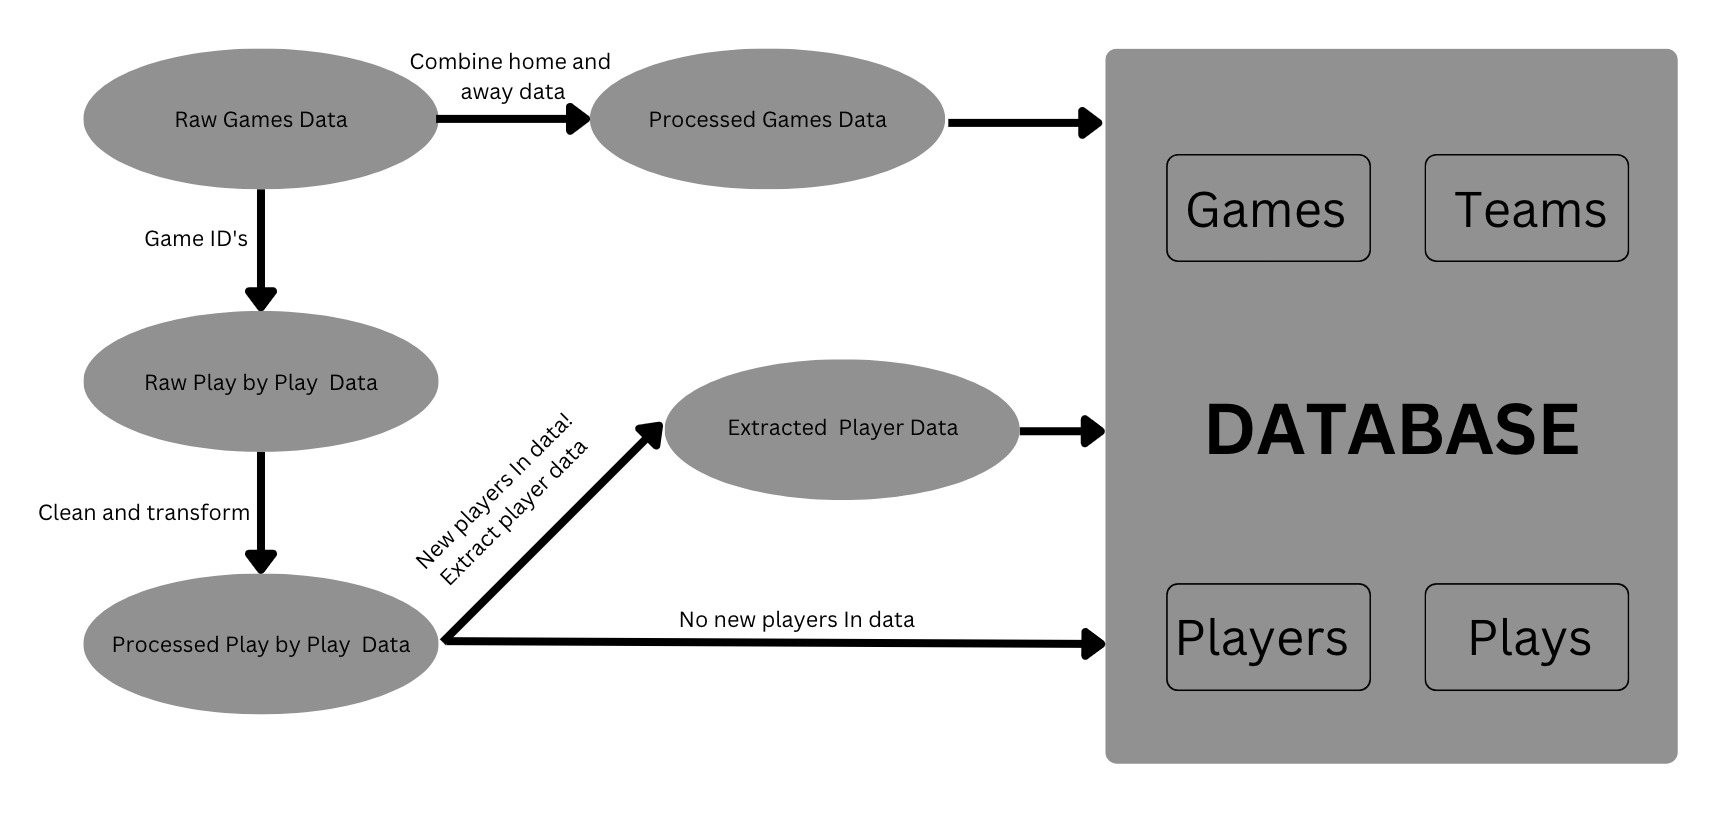 Combine home and
away data
Raw Games Data
Processed Games Data
Games
Teams
Game ID's
Raw Play by Play  Data
New players In data!
Extract player data
Extracted  Player Data
DATABASE
Clean and transform
No new players In data
Processed Play by Play  Data
Players
Plays